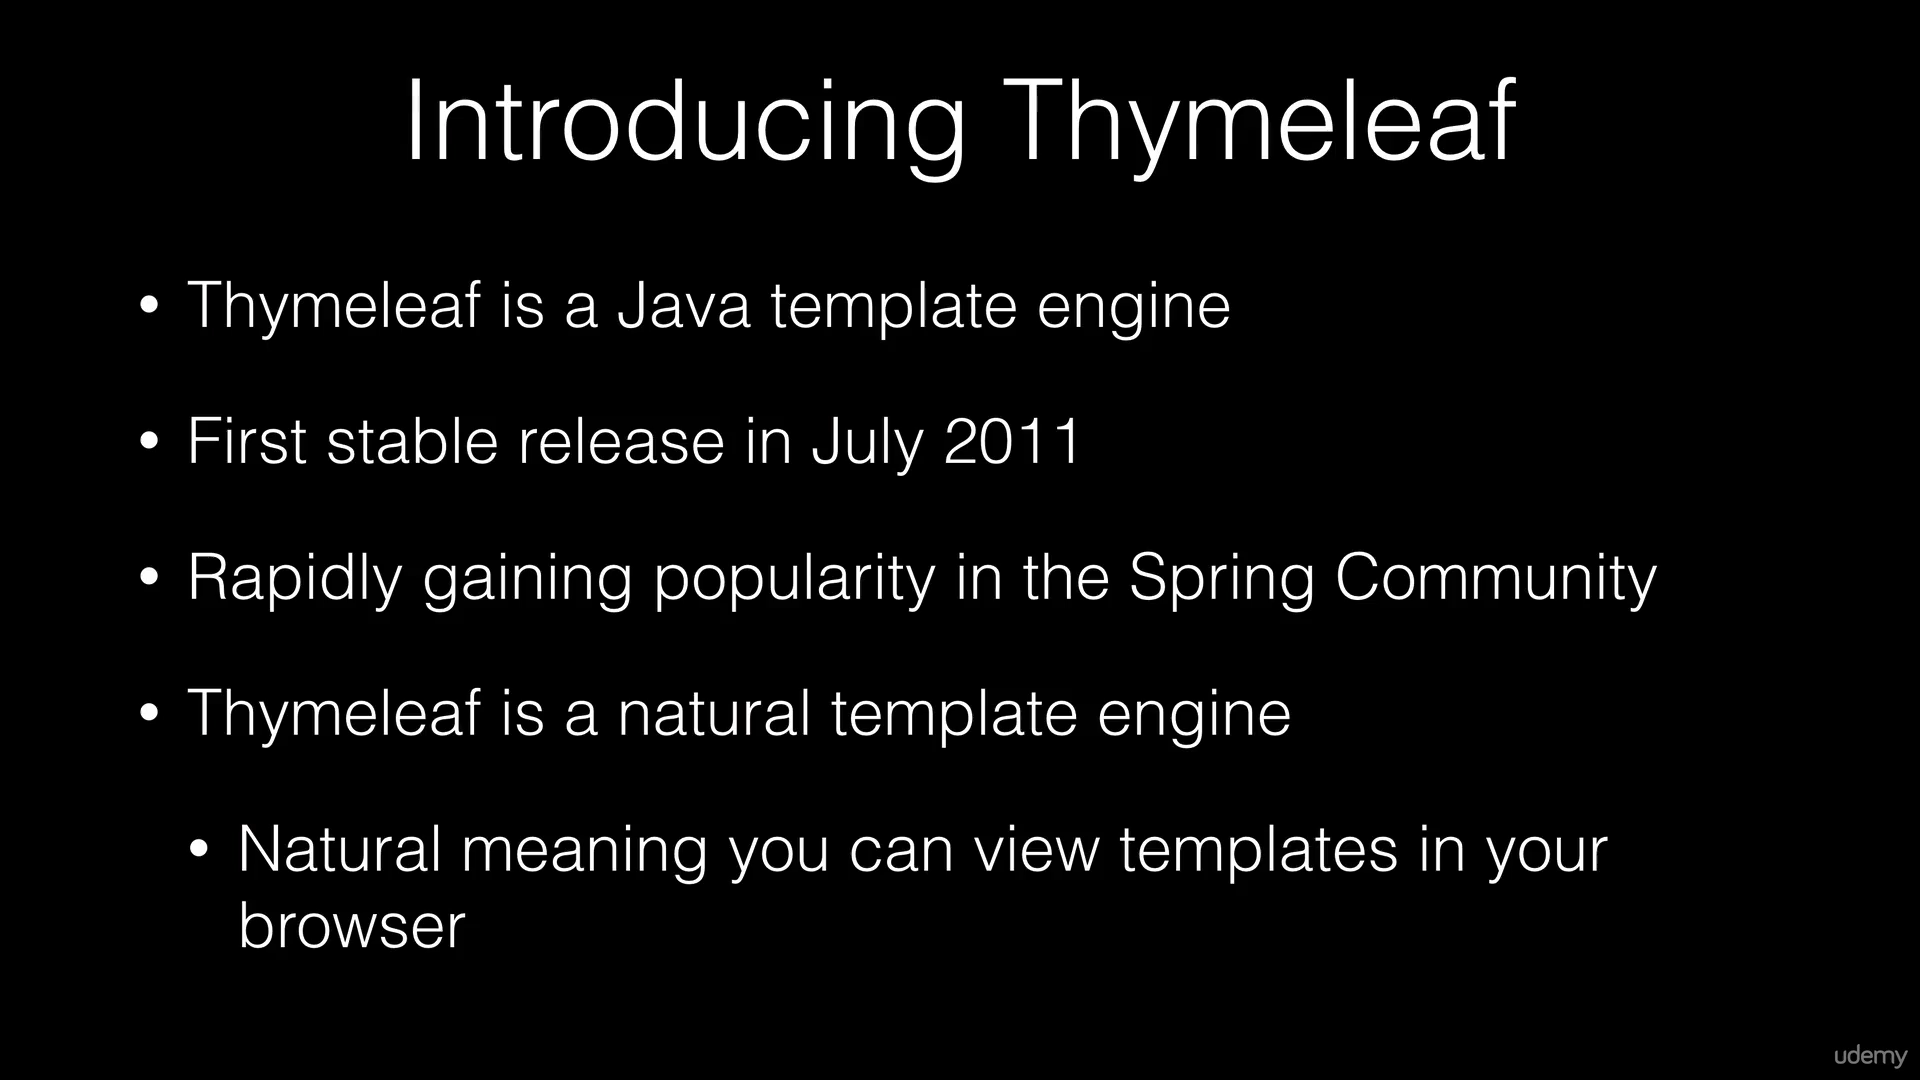 Introducing Thymeleaf
• Thymeleaf is a Java template engine
• First stable release in July 2011
• Rapidly gaining popularity in the Spring Community
• Thymeleaf is a natural template engine
• Natural meaning you can view templates in your
browser
udemy